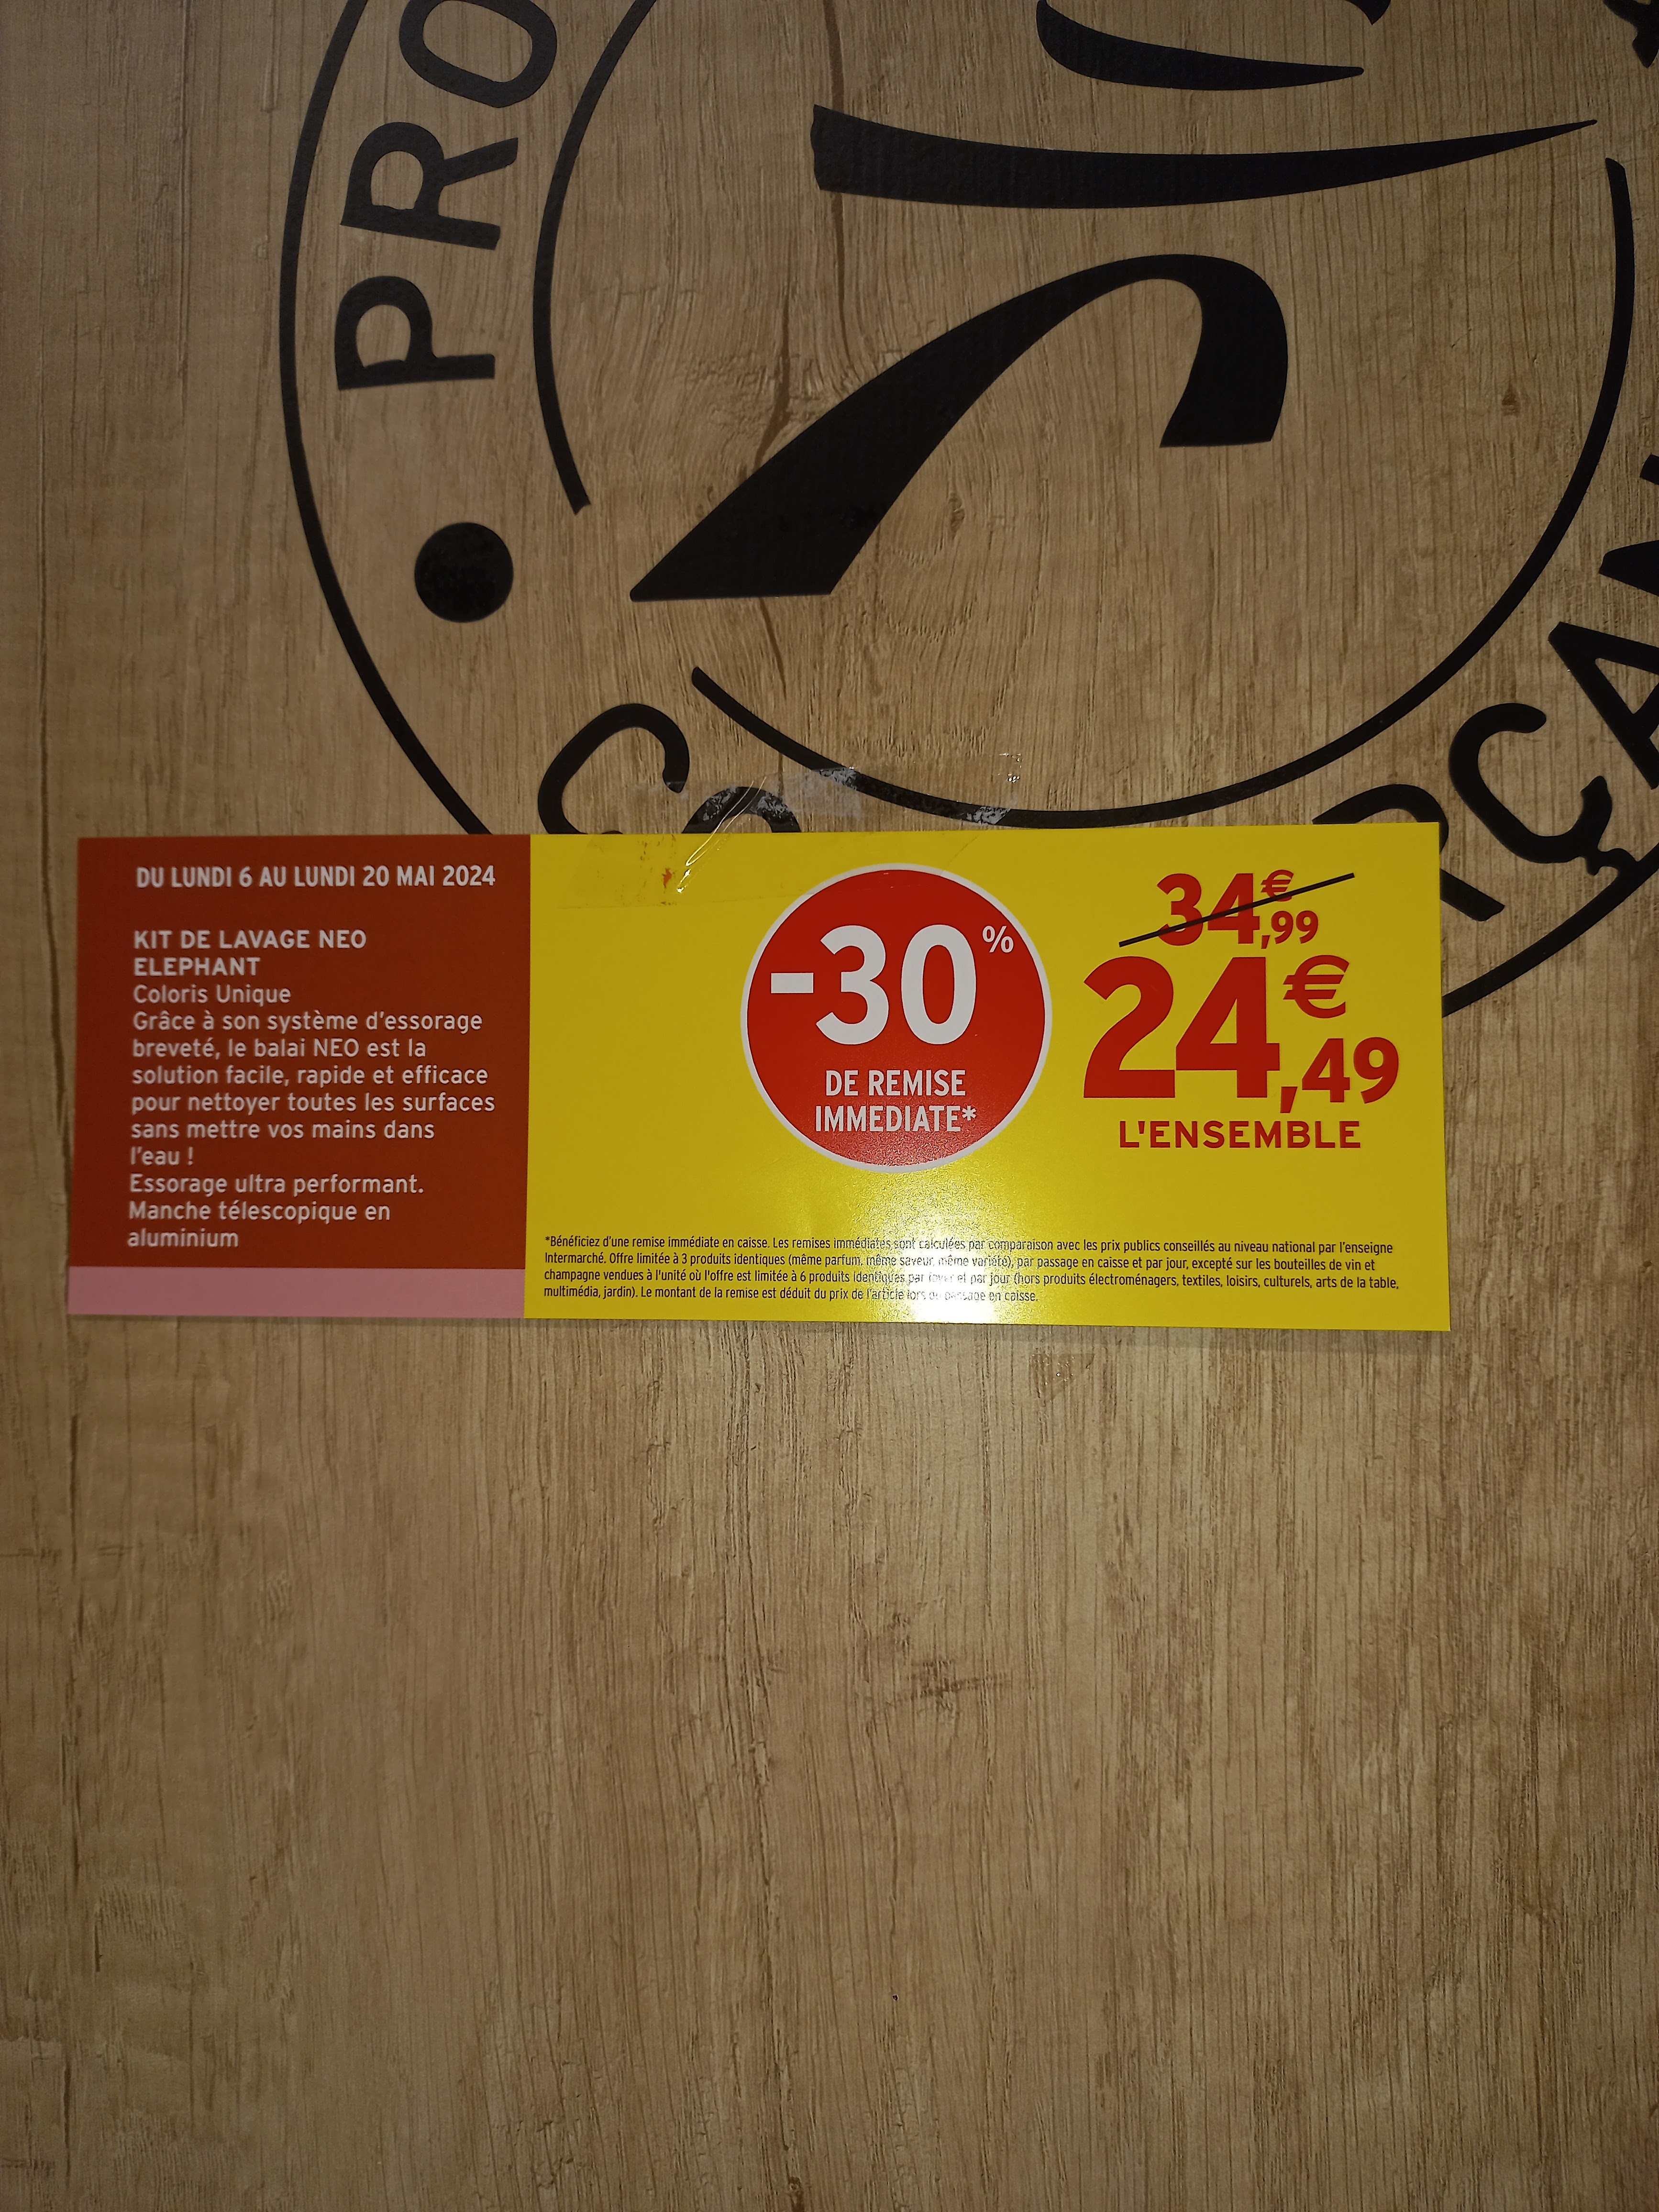 PRO
RÇAN
DU LUNDI 6 AU LUNDI 20 MAI 2024
KIT DE LAVAGE NEO
ELEPHANT
Coloris Unique
Grâce à son système d'essorage
breveté, le balai NEO est la
solution facile, rapide et efficace
pour nettoyer toutes les surfaces
sans mettre vos mains dans
l'eau !
Essorage ultra performant.
Manche télescopique en
aluminium
-30%
DE REMISE
IMMEDIATE*
34€,99
24€,49
L'ENSEMBLE
*Bénéficiez d'une remise immédiate en caisse. Les remises immédiates sont calculées par comparaison avec les prix publics conseillés au niveau national par l'enseigne
Intermarché. Offre limitée à 3 produits identiques (même parfum, même saveur, même variété), par passage en caisse et par jour, excepté sur les bouteilles de vin et
champagne vendues à l'unité où l'offre est limitée à 6 produits identiques par foyer et par jour (hors produits électroménagers, textiles, loisirs, culturels, arts de la table,
multimédia, jardin). Le montant de la remise est déduit du prix de l'article lors du passage en caisse.